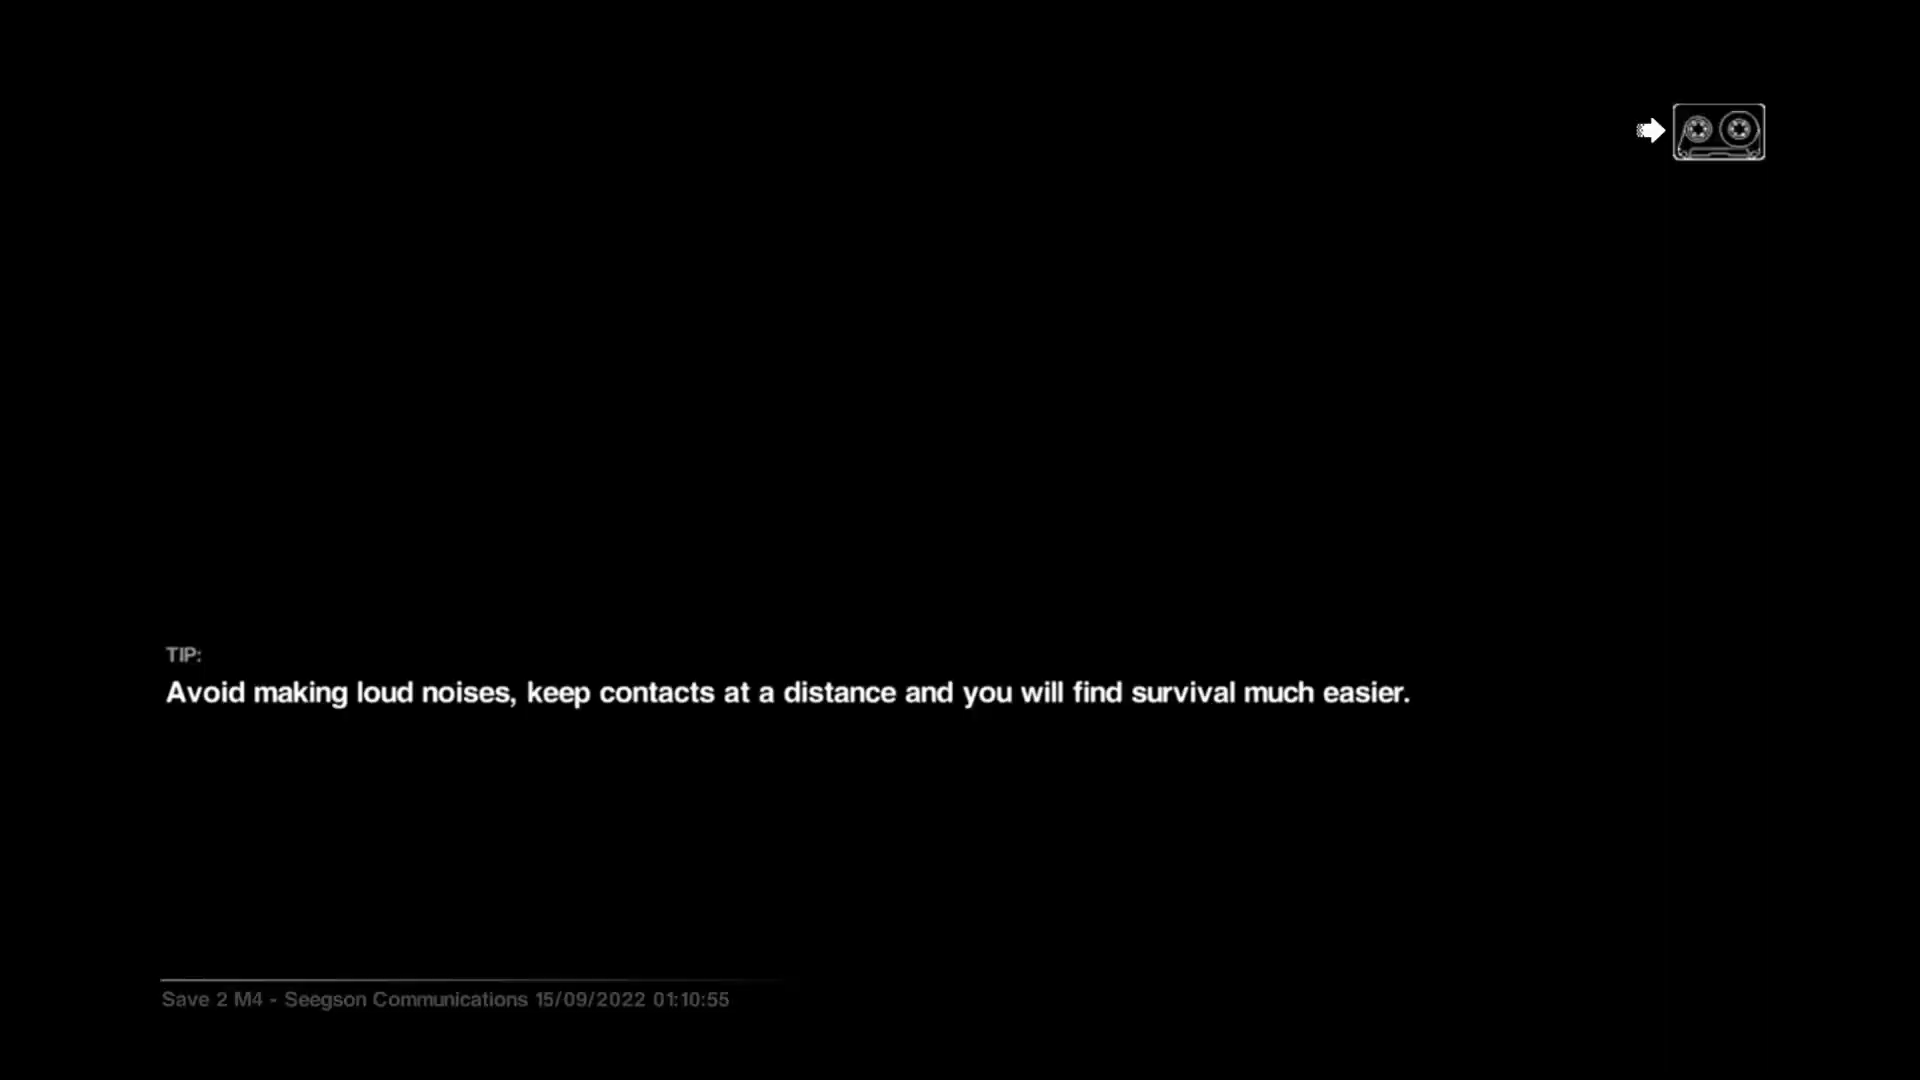 TIP:
Avoid making loud noises, keep contacts at a distance and you will find survival much easier.
Save 2 M4 - Seegson Communications 15/09/2022 01:10:55